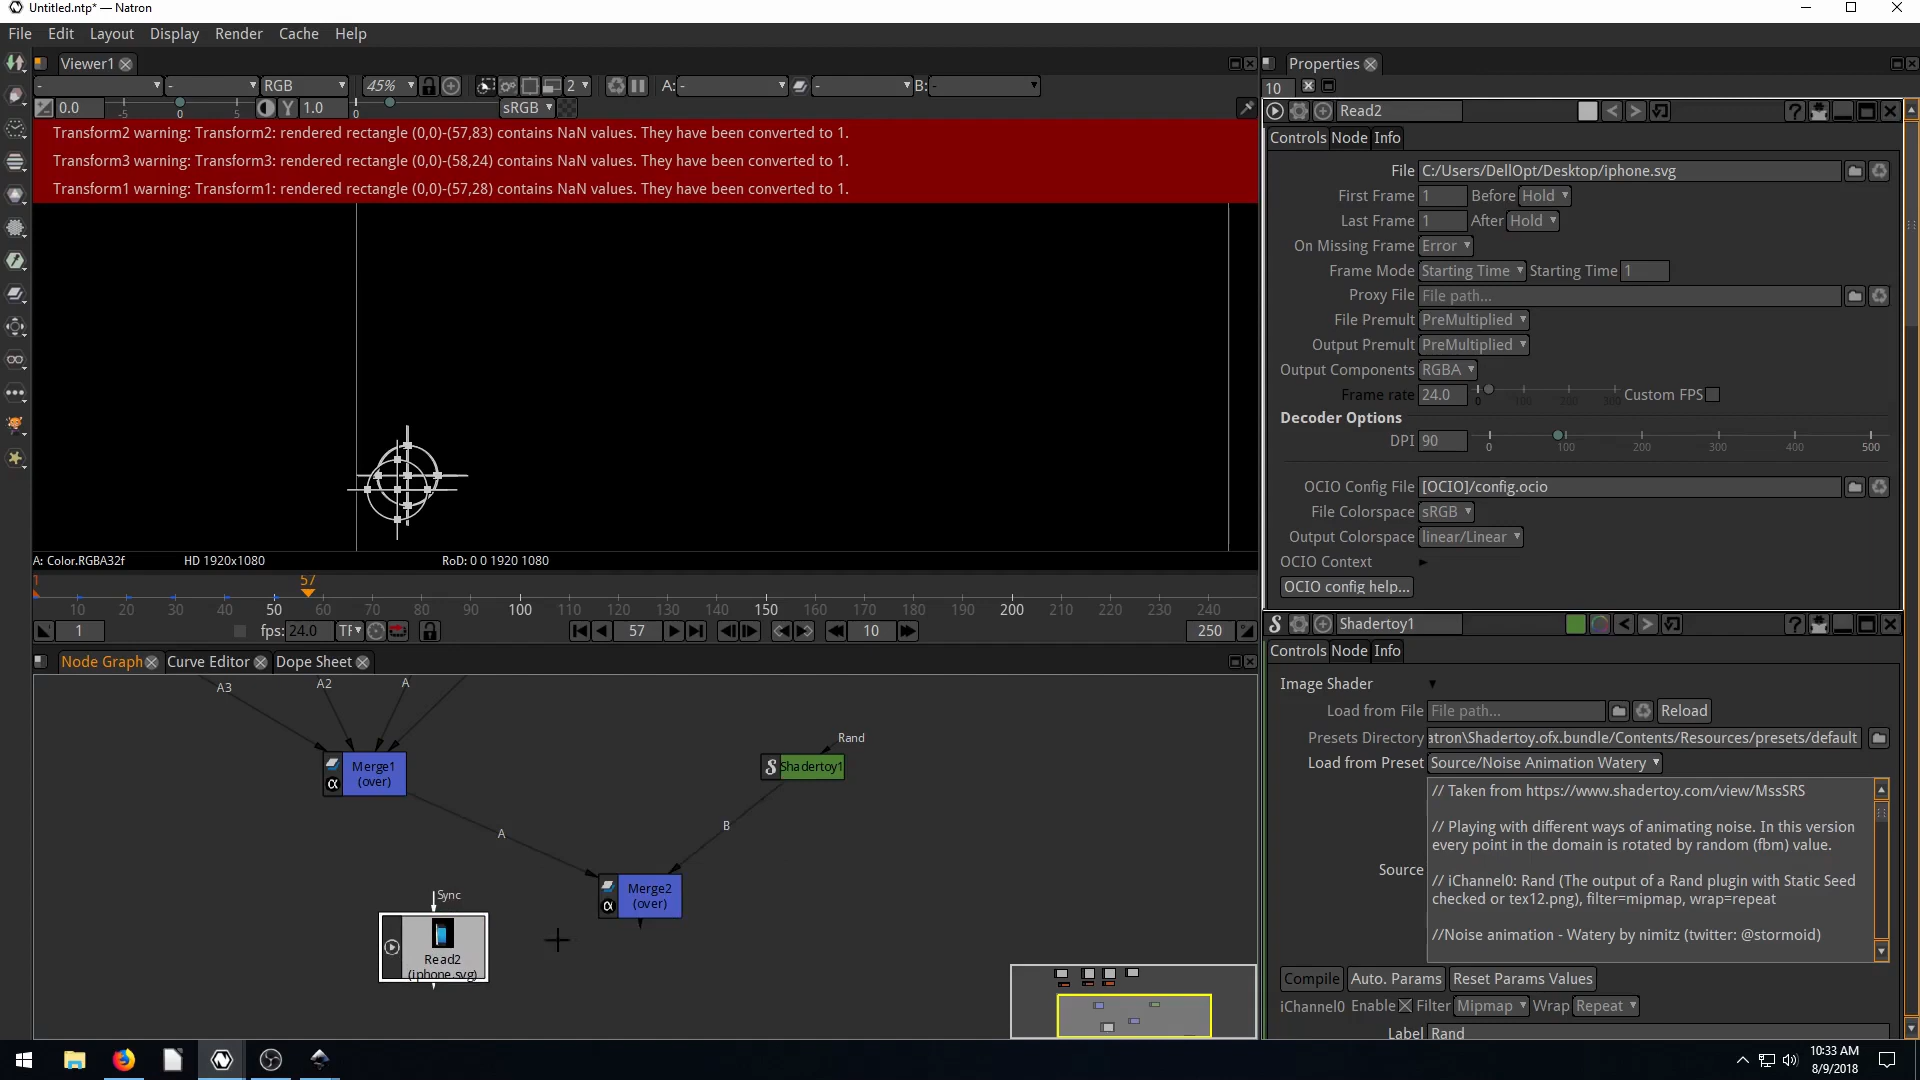 Untitled.ntp* — Natron
File Edit Layout Display Render Cache Help
Viewer1
Properties
- - RGB 45% 2 A: - - B: -
10
0.0 -5 0 5 Y 1.0 0 sRGB
Read2
Transform2 warning: Transform2: rendered rectangle (0,0)-(57,83) contains NaN values. They have been converted to 1.
Transform3 warning: Transform3: rendered rectangle (0,0)-(58,24) contains NaN values. They have been converted to 1.
Transform1 warning: Transform1: rendered rectangle (0,0)-(57,28) contains NaN values. They have been converted to 1.
Controls Node Info
File C:/Users/DellOpt/Desktop/iphone.svg
First Frame 1 Before Hold
Last Frame 1 After Hold
On Missing Frame Error
Frame Mode Starting Time Starting Time 1
Proxy File File path...
File Premult PreMultiplied
Output Premult PreMultiplied
Output Components RGBA
Frame rate 24.0 0 100 200 300 Custom FPS
Decoder Options
DPI 90 0 100 200 300 400 500
OCIO Config File [OCIO]/config.ocio
File Colorspace sRGB
Output Colorspace linear/Linear
OCIO Context
OCIO config help...
A: Color.RGBA32f HD 1920x1080 RoD: 0 0 1920 1080
1 57
10 20 30 40 50 60 70 80 90 100 110 120 130 140 150 160 170 180 190 200 210 220 230 240
1 fps: 24.0 TF 57 10 250
Shadertoy1
Controls Node Info
Node Graph Curve Editor Dope Sheet
A3 A2 A
Rand
Merge1
(over)
Shadertoy1
A B
Merge2
(over)
Sync
Read2
(iphone.svg)
Image Shader
Load from File File path... Reload
Presets Directory atron\Shadertoy.ofx.bundle/Contents/Resources/presets/default
Load from Preset Source/Noise Animation Watery
Source
// Taken from https://www.shadertoy.com/view/MssSRS
// Playing with different ways of animating noise. In this version
every point in the domain is rotated by random (fbm) value.
// iChannel0: Rand (The output of a Rand plugin with Static Seed
checked or tex12.png), filter=mipmap, wrap=repeat
//Noise animation - Watery by nimitz (twitter: @stormoid)
Compile Auto. Params Reset Params Values
iChannel0 Enable Filter Mipmap Wrap Repeat
Label Rand
10:33 AM
8/9/2018